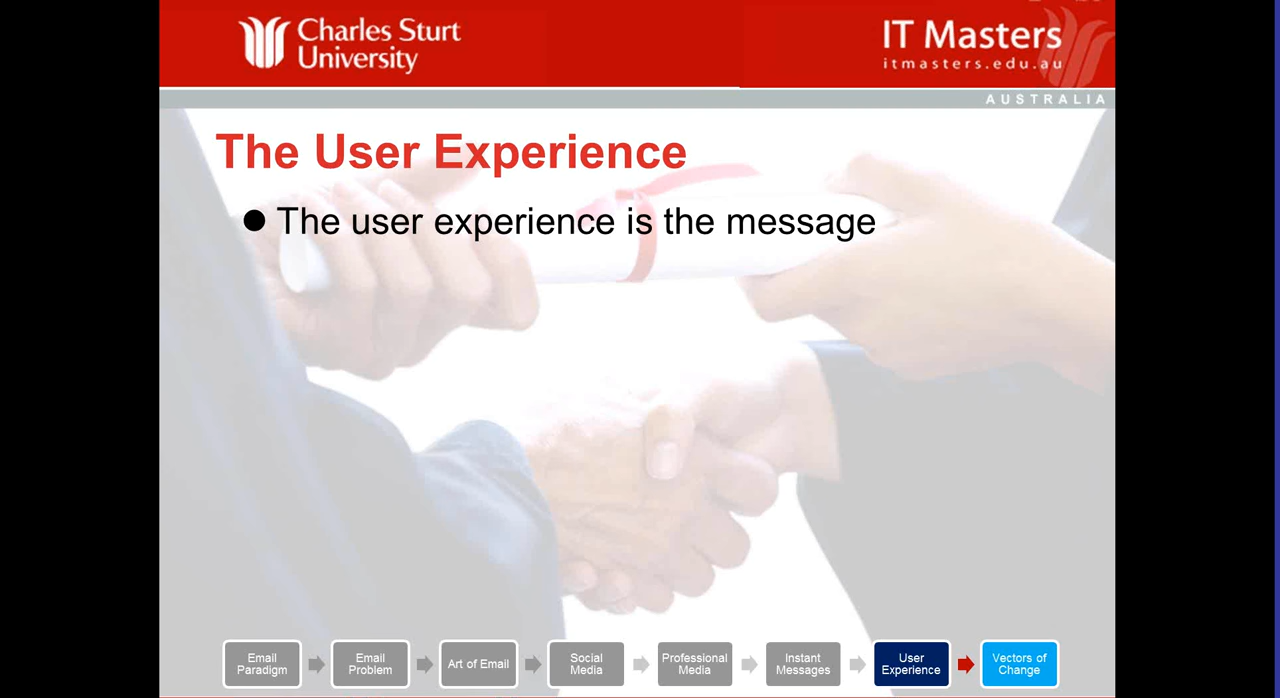 Charles Sturt
University
IT Masters
itmasters.edu.au
AUSTRALIA
The User Experience
● The user experience is the message
Email
Paradigm
Email
Problem
Art of Email
Social
Media
Professional
Media
Instant
Messages
User
Experience
Vectors of
Change